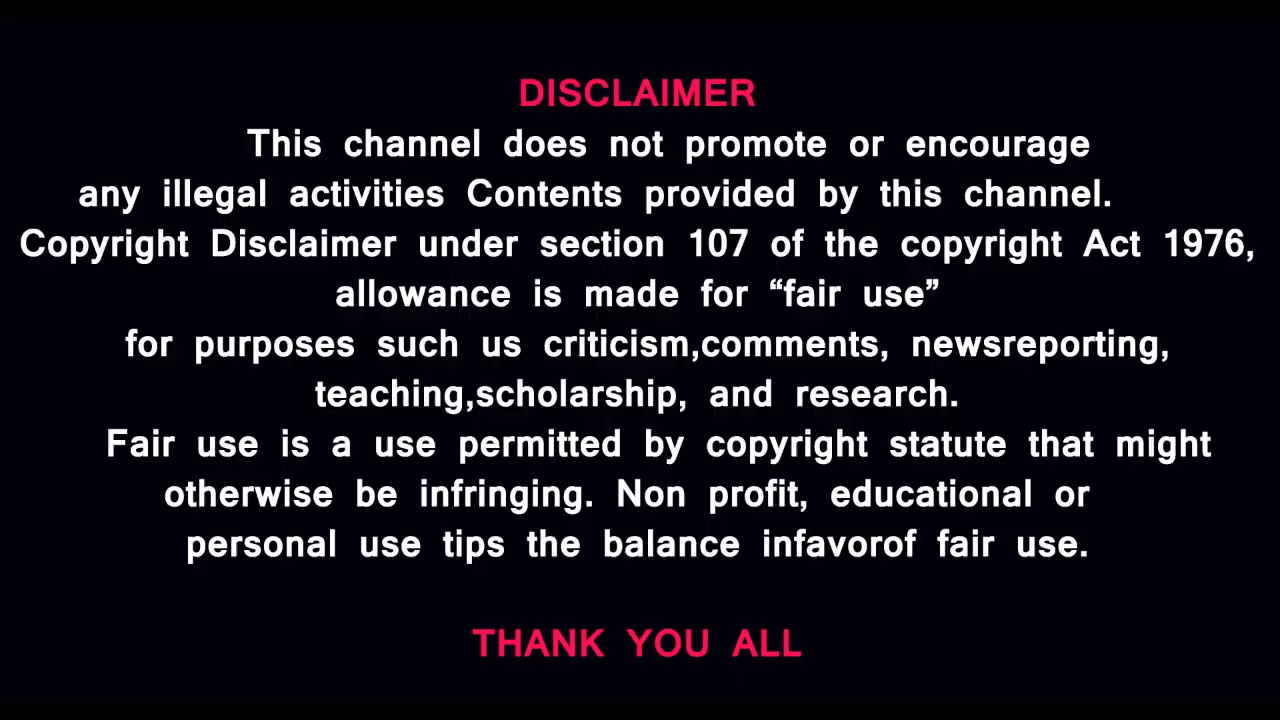 DISCLAIMER
This channel does not promote or encourage
any illegal activities Contents provided by this channel.
Copyright Disclaimer under section 107 of the copyright Act 1976,
allowance is made for “fair use”
for purposes such us criticism,comments, newsreporting,
teaching,scholarship, and research.
Fair use is a use permitted by copyright statute that might
otherwise be infringing. Non profit, educational or
personal use tips the balance infavorof fair use.
THANK YOU ALL